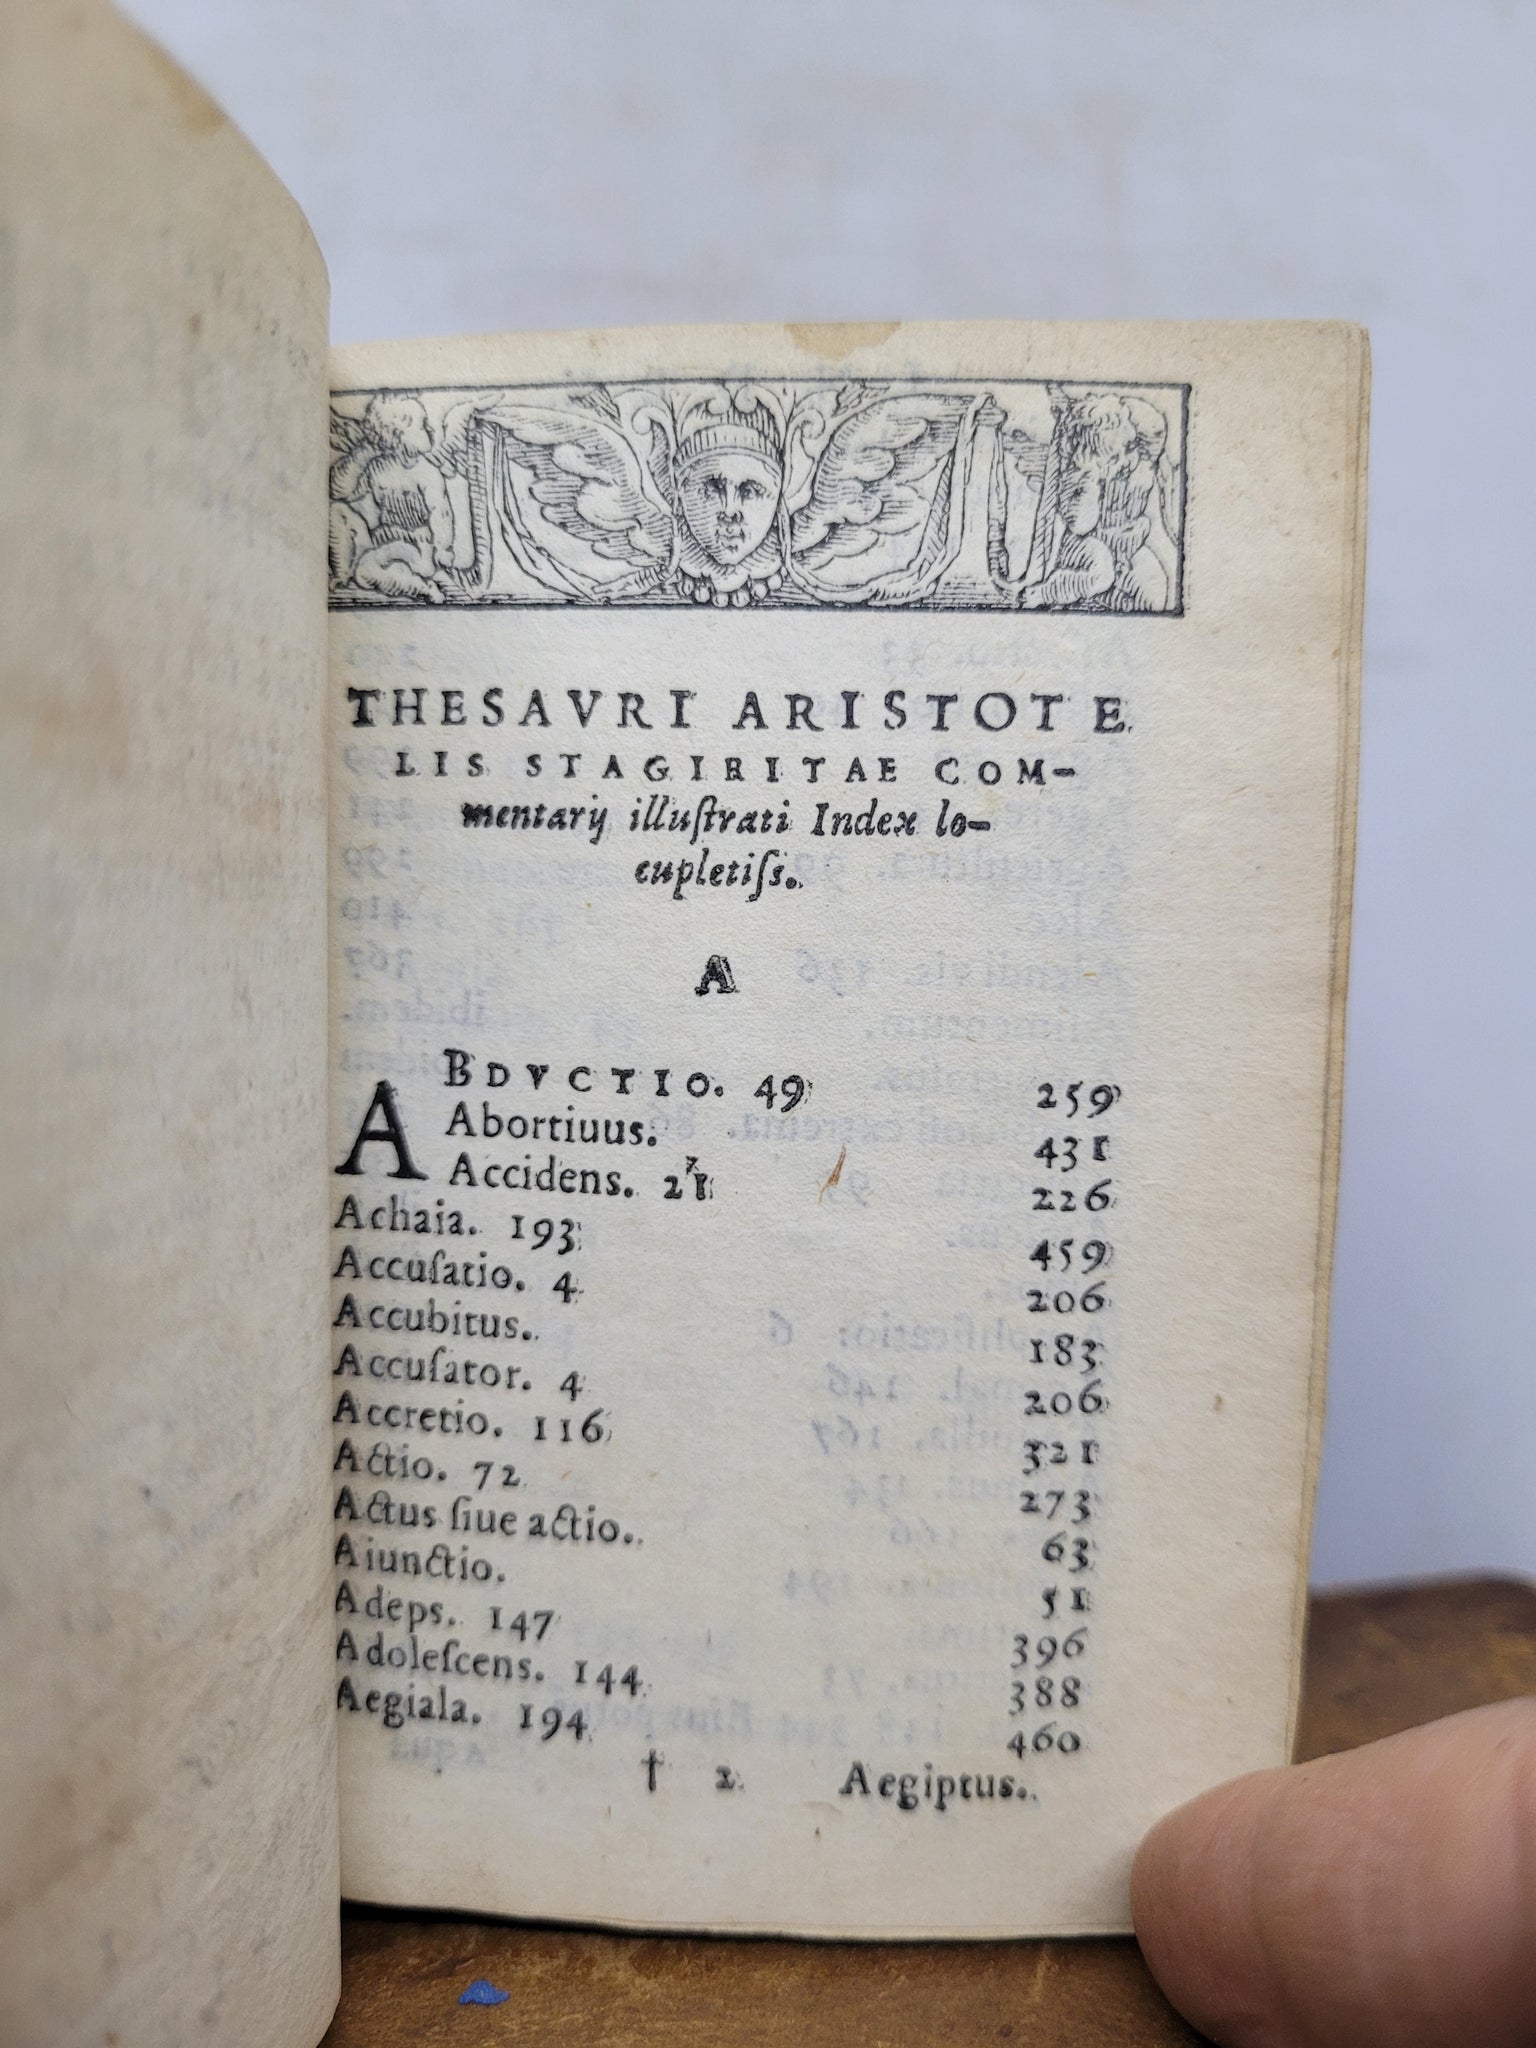 THESAVRI ARISTOTE
LIS STAGIRITAE COM-
mentarij illuſtrati Index lo-
cupletiſs.
A
ABDVCTIO. 49 259
Abortiuus. 431
Accidens. 21 226
Achaia. 193 459
Accuſatio. 4 206
Accubitus. 183
Accuſator. 4 206
Accretio. 116 321
Actio. 72 273
Actus ſiue actio. 63
Aiunctio. 51
Adeps. 147 396
Adoleſcens. 144 388
Aegiala. 194 460
† 2 Aegiptus.